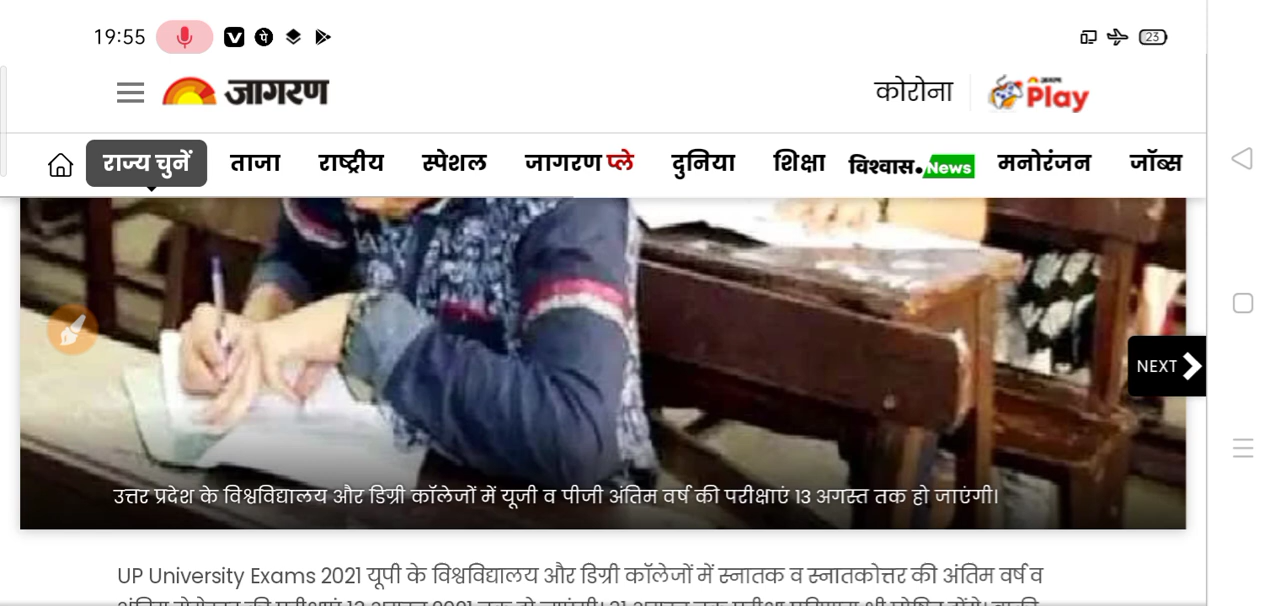 19:55
23
जागरण
कोरोना
Play
राज्य चुनें ताजा राष्ट्रीय स्पेशल जागरण प्ले दुनिया शिक्षा विश्वास.News मनोरंजन जॉब्स
NEXT
उत्तर प्रदेश के विश्वविद्यालय और डिग्री कॉलेजों में यूजी व पीजी अंतिम वर्ष की परीक्षाएं 13 अगस्त तक हो जाएंगी।
UP University Exams 2021 यूपी के विश्वविद्यालय और डिग्री कॉलेजों में स्नातक व स्नातकोत्तर की अंतिम वर्ष व